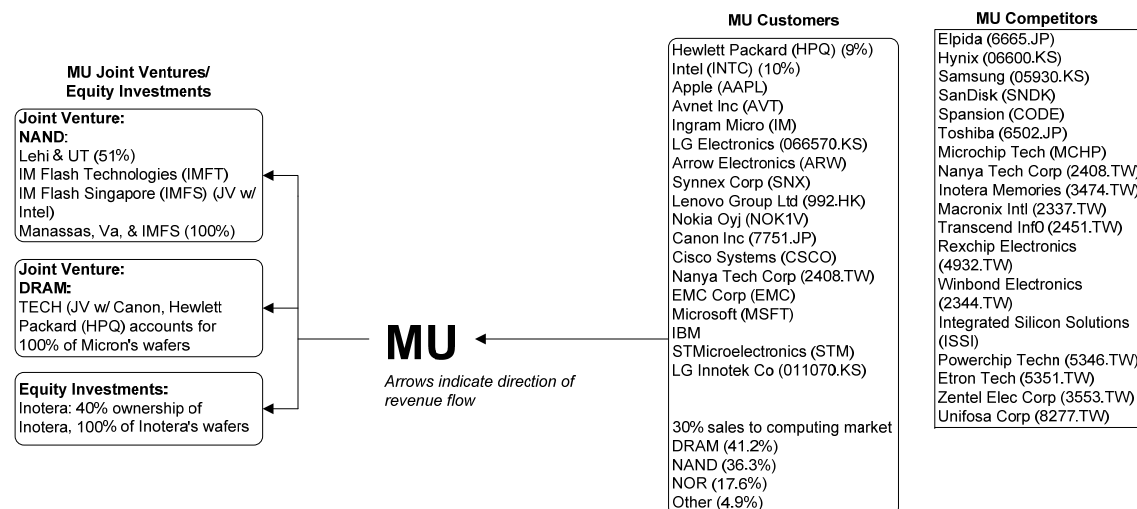 MU Joint Ventures/
Equity Investments
Joint Venture:
NAND:
Lehi & UT (51%)
IM Flash Technologies (IMFT)
IM Flash Singapore (IMFS) (JV w/
Intel)
Manassas, Va, & IMFS (100%)
Joint Venture:
DRAM:
TECH (JV w/ Canon, Hewlett
Packard (HPQ) accounts for
100% of Micron's wafers
Equity Investments:
Inotera: 40% ownership of
Inotera, 100% of Inotera's wafers
MU
Arrows indicate direction of
revenue flow
MU Customers
Hewlett Packard (HPQ) (9%)
Intel (INTC) (10%)
Apple (AAPL)
Avnet Inc (AVT)
Ingram Micro (IM)
LG Electronics (066570.KS)
Arrow Electronics (ARW)
Synnex Corp (SNX)
Lenovo Group Ltd (992.HK)
Nokia Oyj (NOK1V)
Canon Inc (7751.JP)
Cisco Systems (CSCO)
Nanya Tech Corp (2408.TW)
EMC Corp (EMC)
Microsoft (MSFT)
IBM
STMicroelectronics (STM)
LG Innotek Co (011070.KS)
30% sales to computing market
DRAM (41.2%)
NAND (36.3%)
NOR (17.6%)
Other (4.9%)
MU Competitors
Elpida (6665.JP)
Hynix (06600.KS)
Samsung (05930.KS)
SanDisk (SNDK)
Spansion (CODE)
Toshiba (6502.JP)
Microchip Tech (MCHP)
Nanya Tech Corp (2408.TW)
Inotera Memories (3474.TW)
Macronix Intl (2337.TW)
Transcend Inf0 (2451.TW)
Rexchip Electronics
(4932.TW)
Winbond Electronics
(2344.TW)
Integrated Silicon Solutions
(ISSI)
Powerchip Techn (5346.TW)
Etron Tech (5351.TW)
Zentel Elec Corp (3553.TW)
Unifosa Corp (8277.TW)